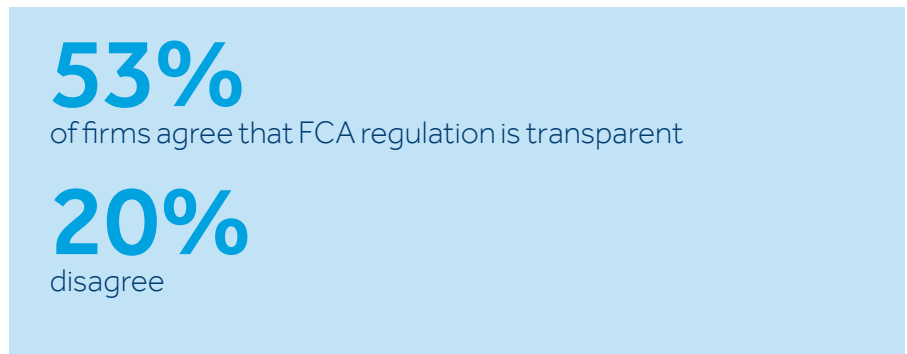 53%
of firms agree that FCA regulation is transparent
20%
disagree